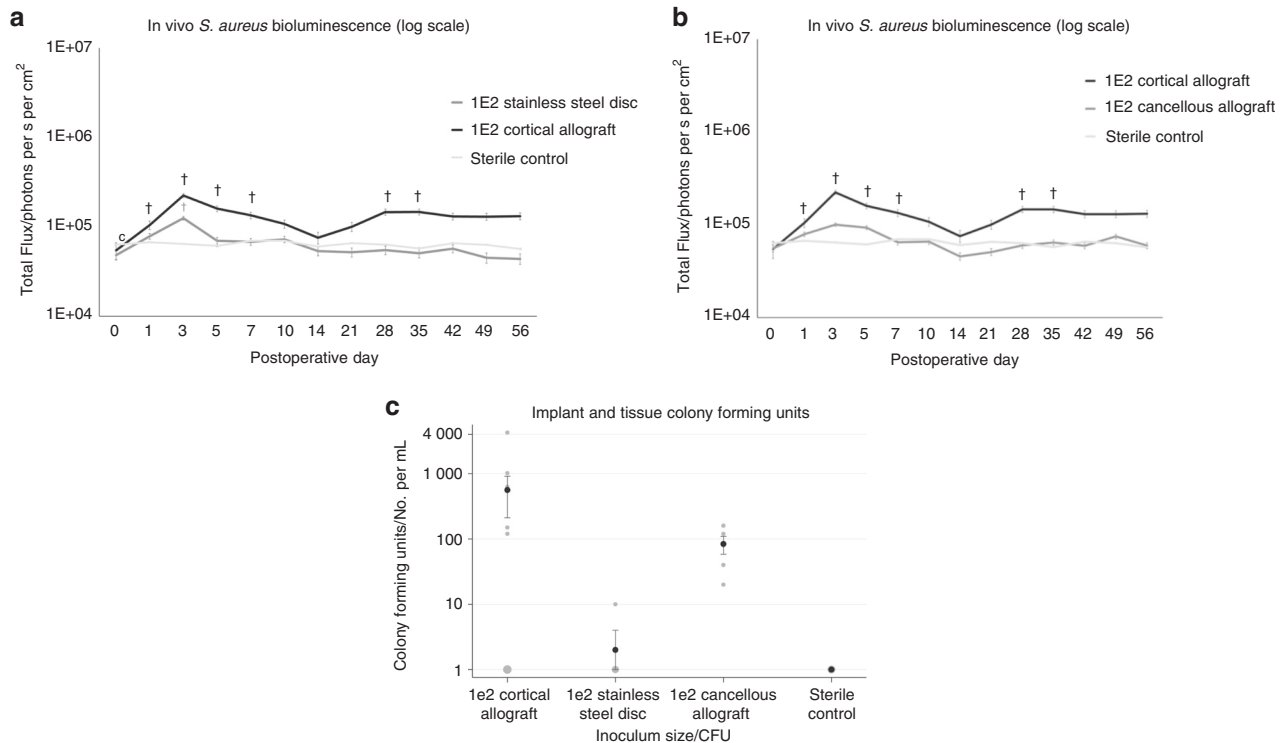 a
In vivo S. aureus bioluminescence (log scale)
1E+07
1E+06
1E+05
1E+04
Total Flux/photons per s per cm²
1E2 stainless steel disc
1E2 cortical allograft
Sterile control
† † † † † † †
c
0 1 3 5 7 10 14 21 28 35 42 49 56
Postoperative day
b
In vivo S. aureus bioluminescence (log scale)
1E+07
1E+06
1E+05
1E+04
Total Flux/photons per s per cm²
1E2 cortical allograft
1E2 cancellous allograft
Sterile control
† † † † † †
0 1 3 5 7 10 14 21 28 35 42 49 56
Postoperative day
c
Implant and tissue colony forming units
4 000
1 000
100
10
1
Colony forming units/No. per mL
1e2 cortical
allograft
1e2 stainless
steel disc
1e2 cancellous
allograft
Sterile
control
Inoculum size/CFU